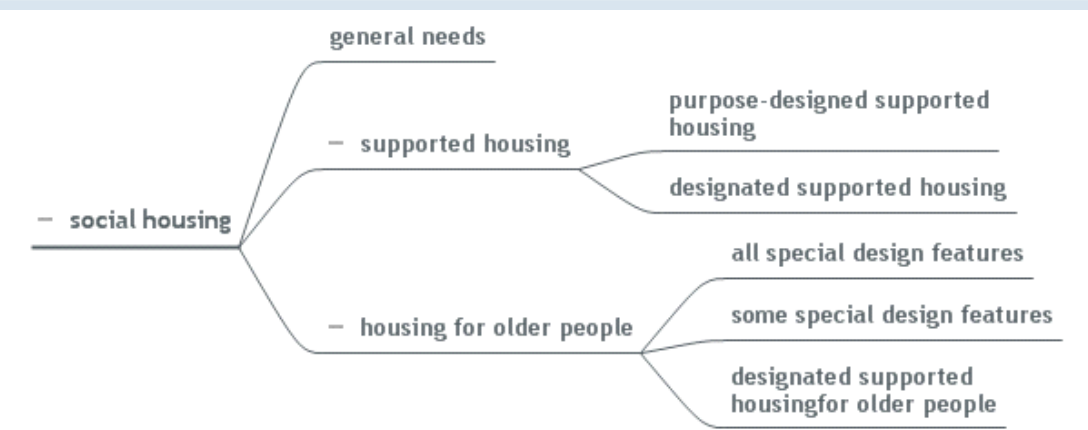 general needs
purpose-designed supported
housing
– supported housing
designated supported housing
– social housing
all special design features
some special design features
– housing for older people
designated supported
housingfor older people